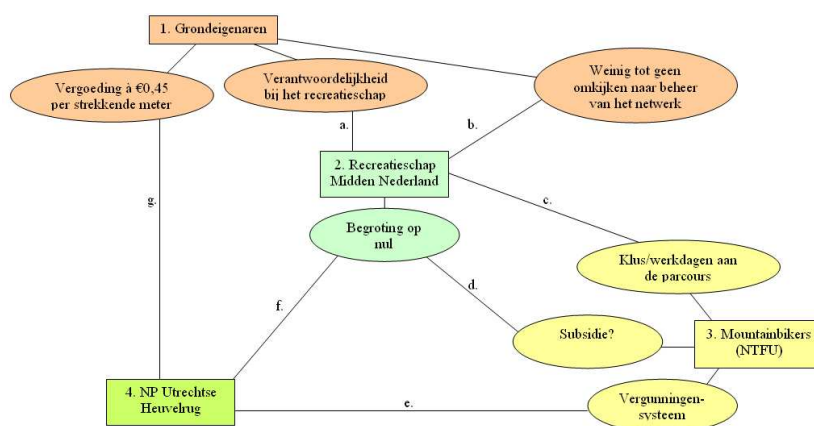 1. Grondeigenaren
Vergoeding à €0,45
per strekkende meter
Verantwoordelijkheid
bij het recreatieschap
Weinig tot geen
omkijken naar beheer
van het netwerk
a.
b.
2. Recreatieschap
Midden Nederland
g.
c.
Begroting op
nul
Klus/werkdagen aan
de parcours
f.
d.
Subsidie?
3. Mountainbikers
(NTFU)
4. NP Utrechtse
Heuvelrug
e.
Vergunningen-
systeem